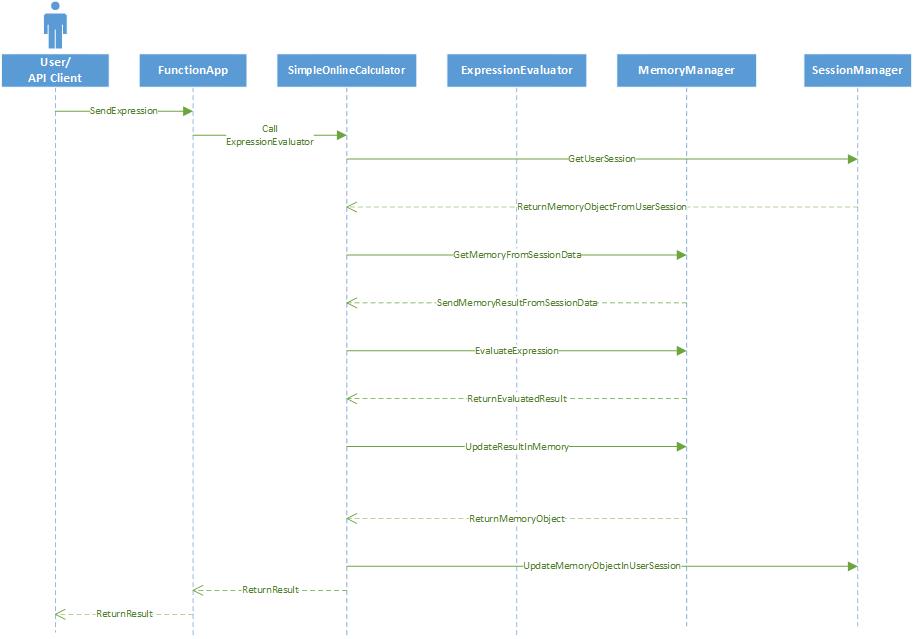 User/
API Client
FunctionApp
SimpleOnlineCalculator
ExpressionEvaluator
MemoryManager
SessionManager
SendExpression
Call
ExpressionEvaluator
GetUserSession
ReturnMemoryObjectFromUserSession
GetMemoryFromSessionData
SendMemoryResultFromSessionData
EvaluateExpression
ReturnEvaluatedResult
UpdateResultInMemory
ReturnMemoryObject
UpdateMemoryObjectInUserSession
ReturnResult
ReturnResult